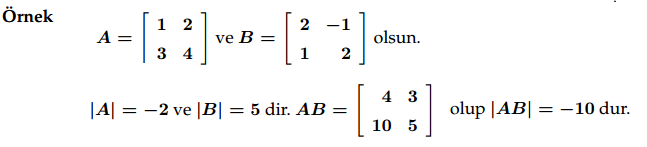 Örnek
A = [ 1 2 ; 3 4 ] ve B = [ 2 −1 ; 1 2 ] olsun.
|A| = −2 ve |B| = 5 dir. AB = [ 4 3 ; 10 5 ] olup |AB| = −10 dur.